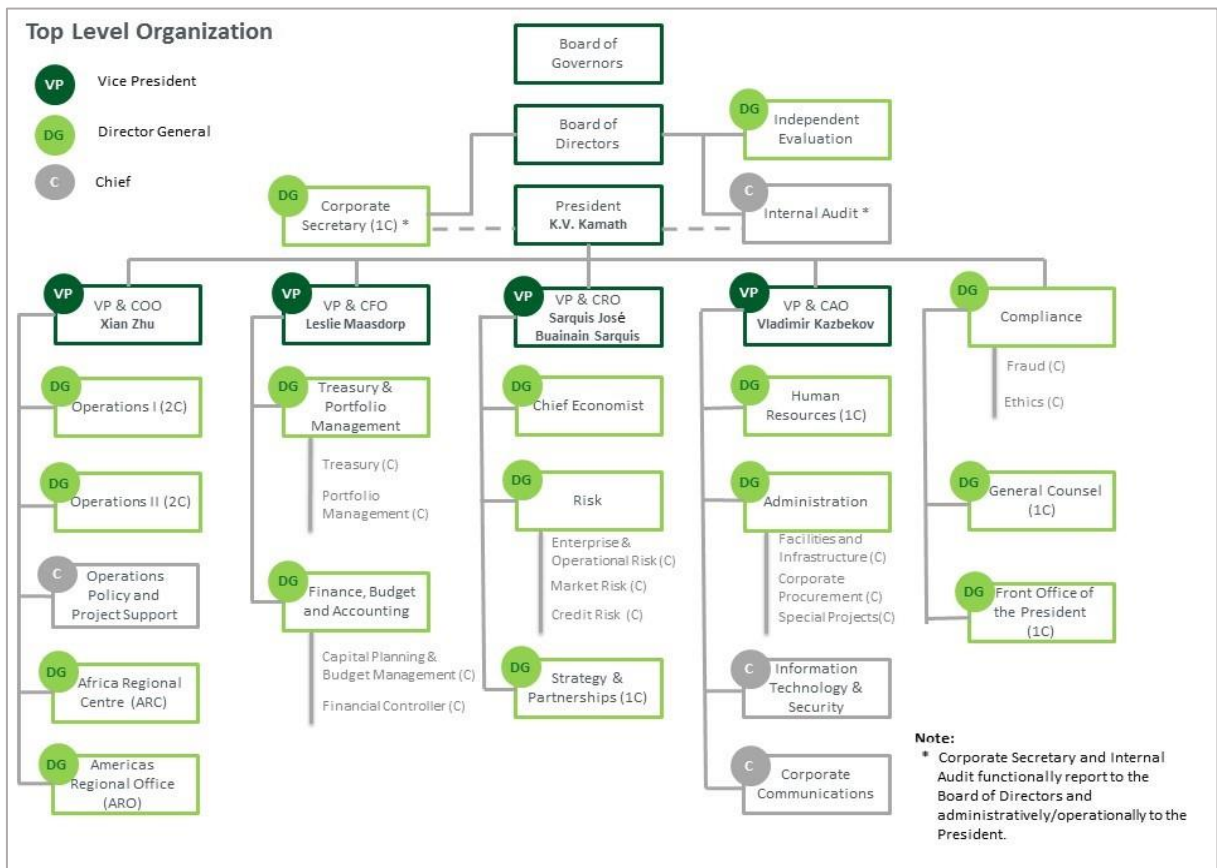 Top Level Organization
VP
Vice President
DG
Director General
C
Chief
Board of
Governors
Board of
Directors
DG
Independent
Evaluation
DG
Corporate
Secretary (1C) *
President
K.V. Kamath
C
Internal Audit *
VP
VP & COO
Xian Zhu
VP
VP & CFO
Leslie Maasdorp
VP
VP & CRO
Sarquis José
Buainain Sarquis
VP
VP & CAO
Vladimir Kazbekov
DG
Compliance
Fraud (C)
Ethics (C)
DG
Operations I (2C)
DG
Treasury &
Portfolio
Management
Treasury (C)
Portfolio
Management (C)
DG
Chief Economist
DG
Human
Resources (1C)
DG
Operations II (2C)
DG
Risk
Enterprise &
Operational Risk (C)
Market Risk (C)
Credit Risk (C)
DG
Administration
Facilities and
Infrastructure (C)
Corporate
Procurement (C)
Special Projects(C)
DG
General Counsel
(1C)
C
Operations
Policy and
Project Support
DG
Finance, Budget
and Accounting
Capital Planning &
Budget Management (C)
Financial Controller (C)
DG
Front Office of
the President
(1C)
DG
Africa Regional
Centre (ARC)
DG
Strategy &
Partnerships (1C)
C
Information
Technology &
Security
DG
Americas
Regional Office
(ARO)
C
Corporate
Communications
Note:
* Corporate Secretary and Internal
Audit functionally report to the
Board of Directors and
administratively/operationally to the
President.